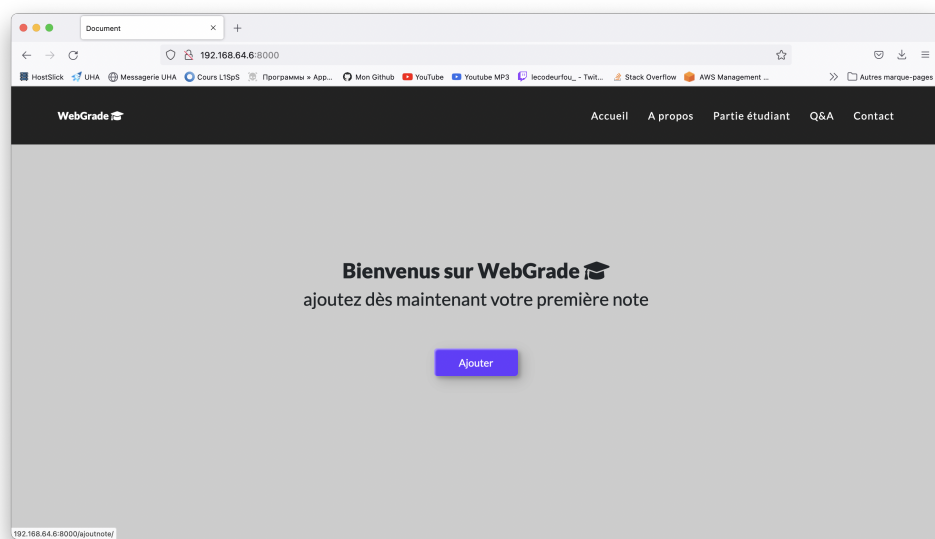 Document
192.168.64.6:8000
HostSlick UHA Messagerie UHA Cours L1SpS Программы » App... Mon Github YouTube Youtube MP3 lecodeurfou_ - Twit... Stack Overflow AWS Management ... Autres marque-pages
WebGrade Accueil A propos Partie étudiant Q&A Contact
Bienvenus sur WebGrade
ajoutez dès maintenant votre première note
Ajouter
192.168.64.6:8000/ajoutnote/